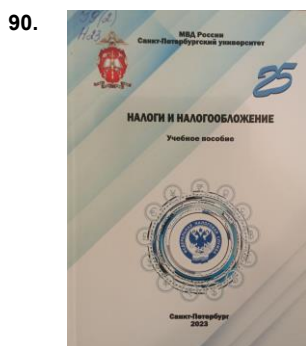 90.
МВД России
Санкт-Петербургский университет
25
НАЛОГИ И НАЛОГООБЛОЖЕНИЕ
Учебное пособие
Санкт-Петербург
2023